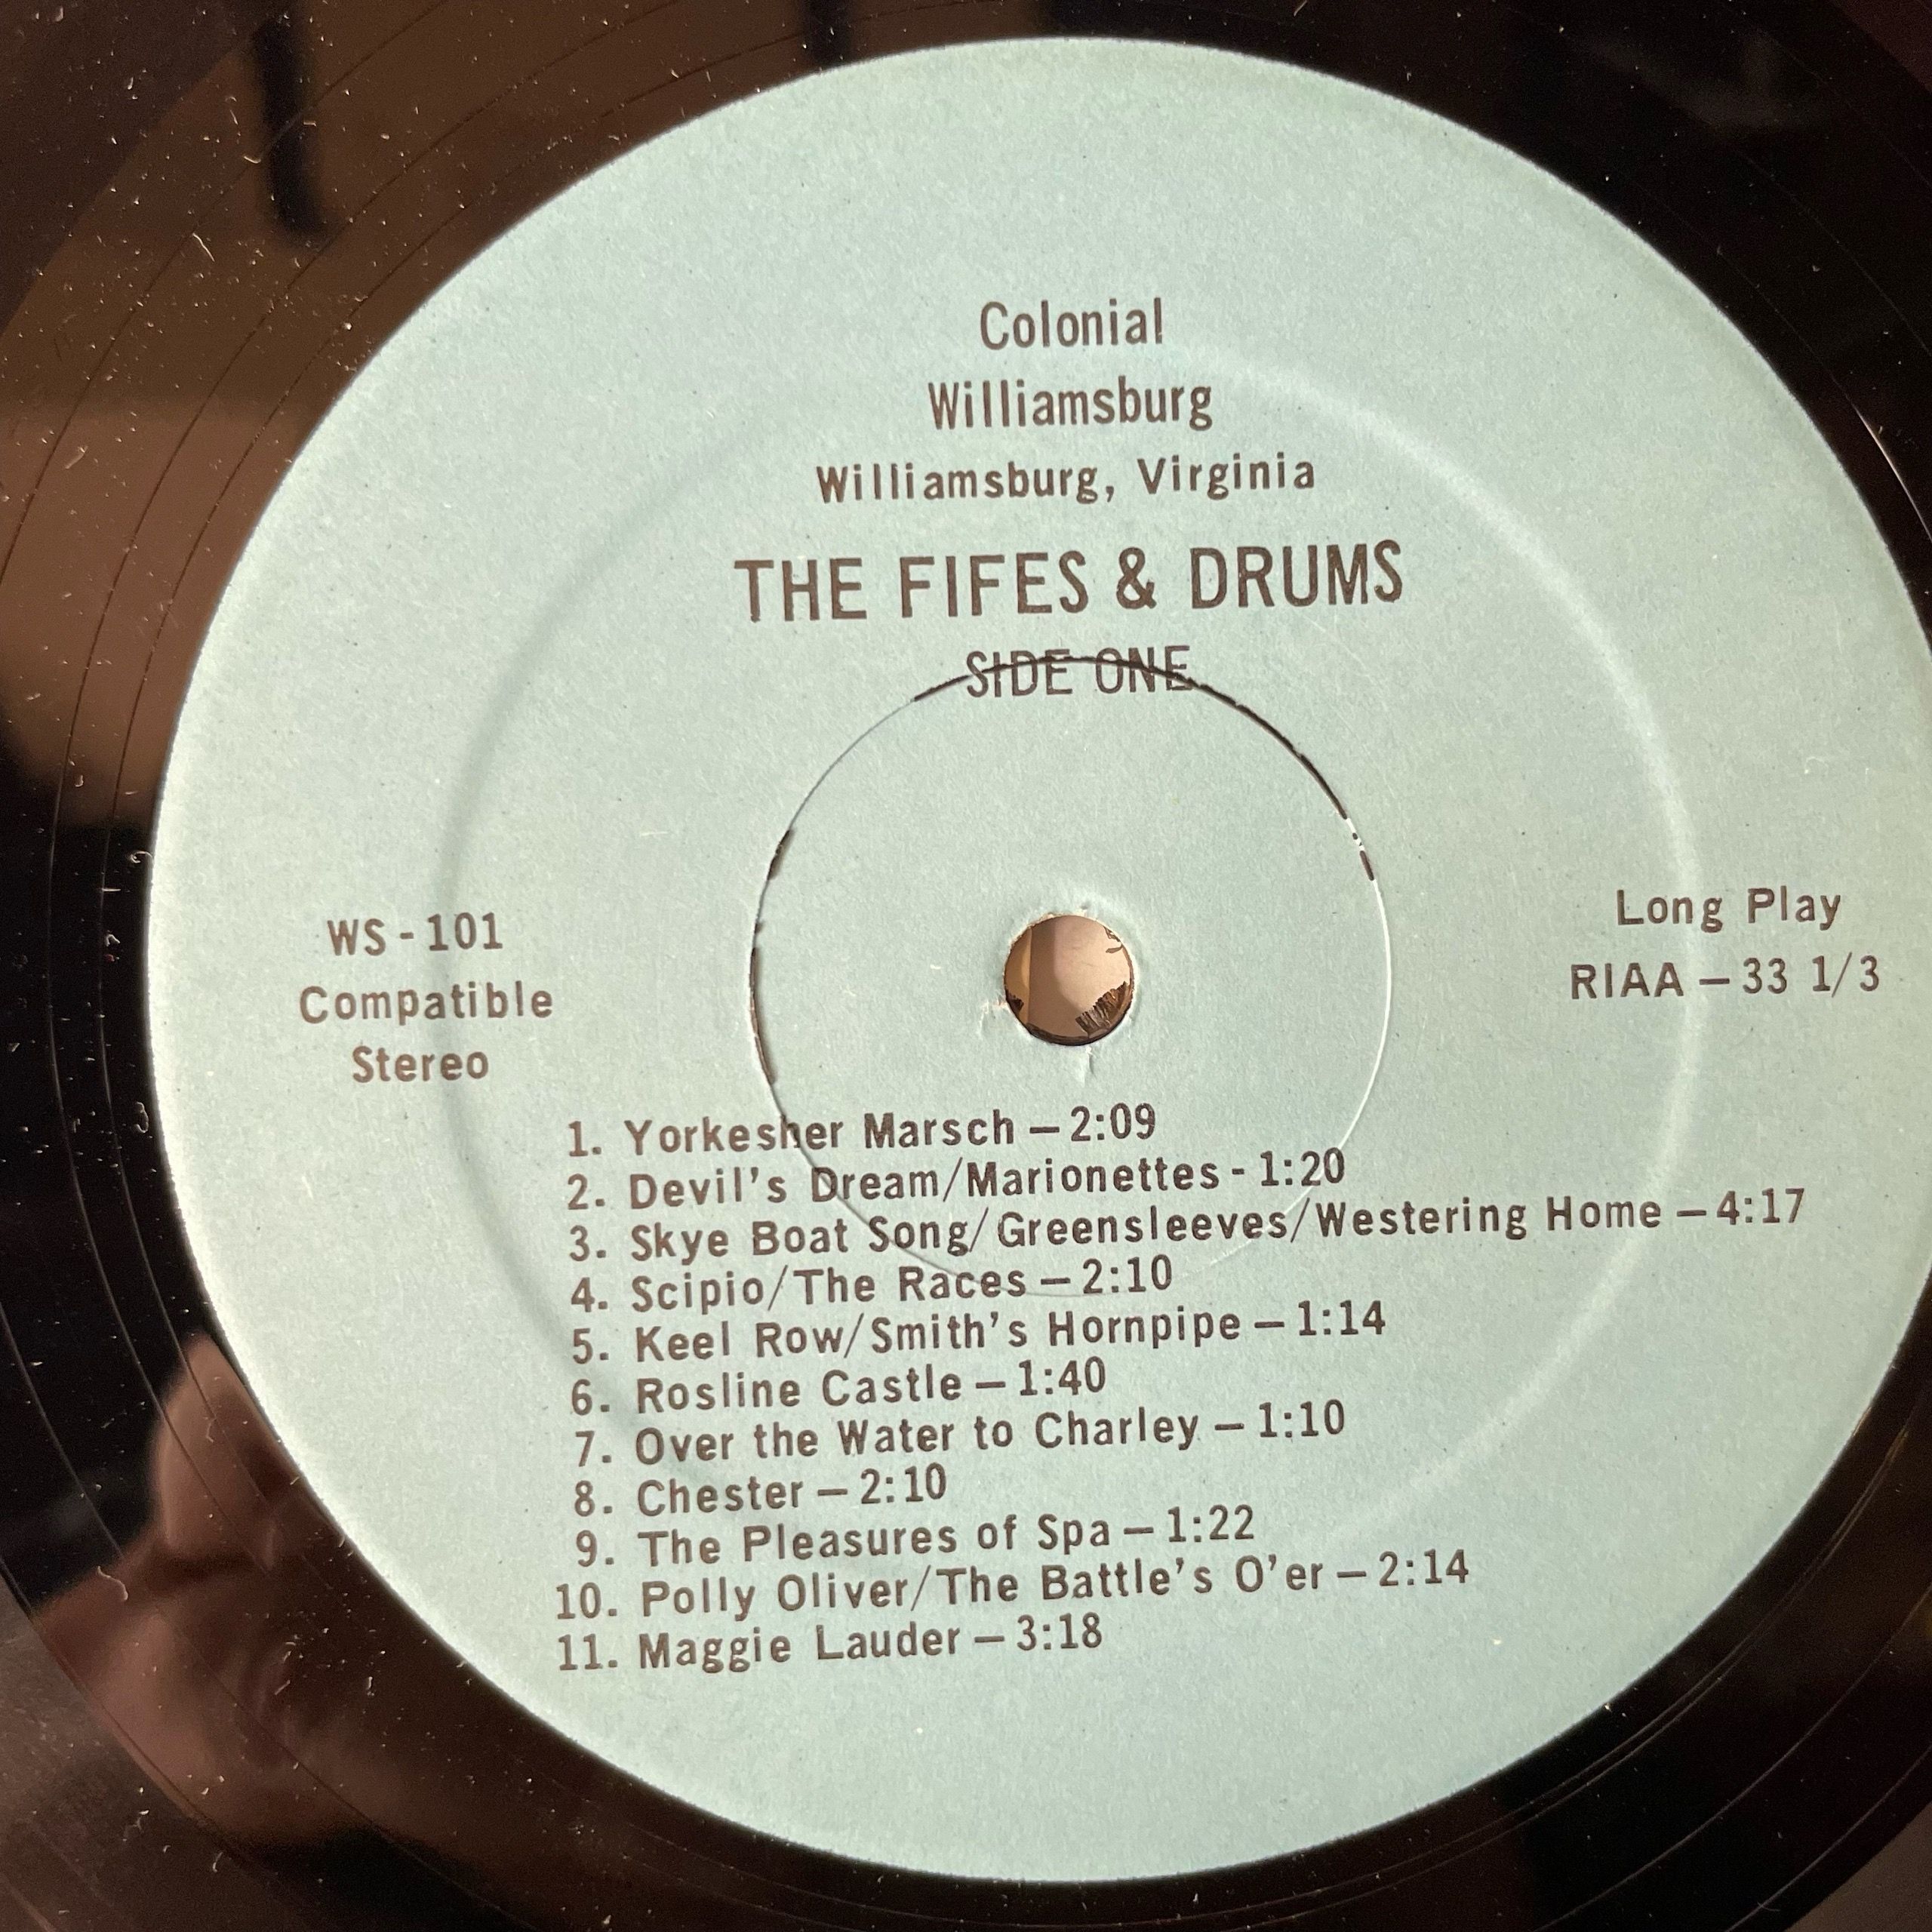 Colonial
Williamsburg
Williamsburg, Virginia
THE FIFES & DRUMS
SIDE ONE
WS - 101
Compatible
Stereo
Long Play
RIAA — 33 1/3
1. Yorkesher Marsch — 2:09
2. Devil's Dream/Marionettes - 1:20
3. Skye Boat Song/Greensleeves/Westering Home — 4:17
4. Scipio/The Races — 2:10
5. Keel Row/Smith's Hornpipe — 1:14
6. Rosline Castle — 1:40
7. Over the Water to Charley — 1:10
8. Chester — 2:10
9. The Pleasures of Spa — 1:22
10. Polly Oliver/The Battle's O'er — 2:14
11. Maggie Lauder — 3:18